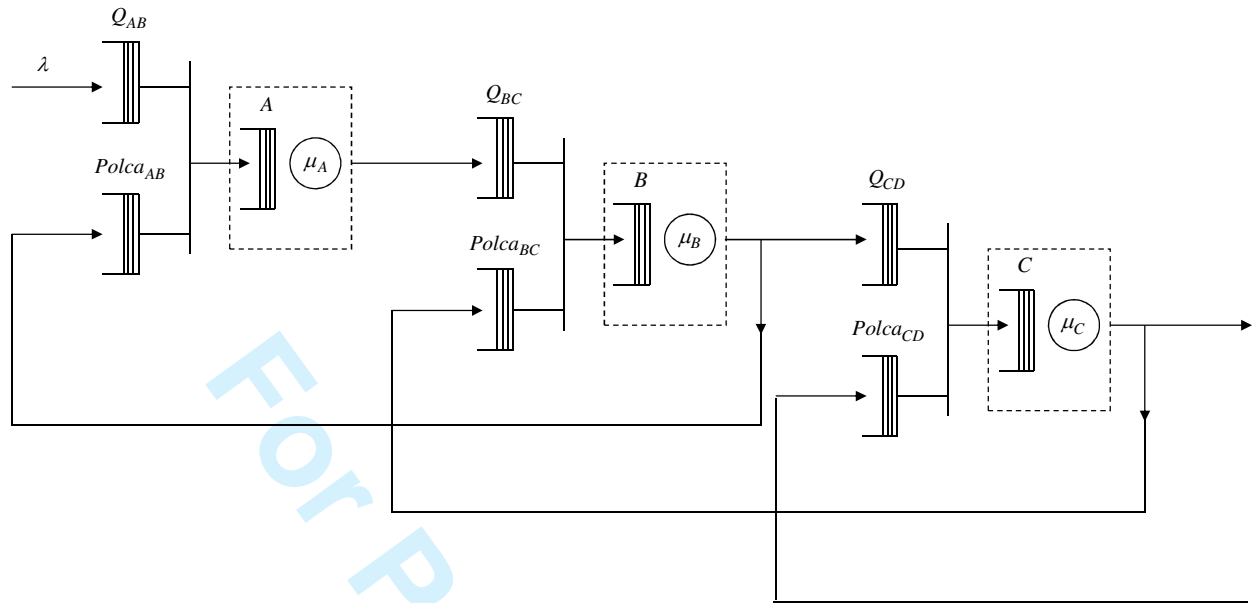 Q_AB
λ
A
Polca_AB
μ_A
Q_BC
B
Polca_BC
μ_B
Q_CD
C
Polca_CD
μ_C
For P